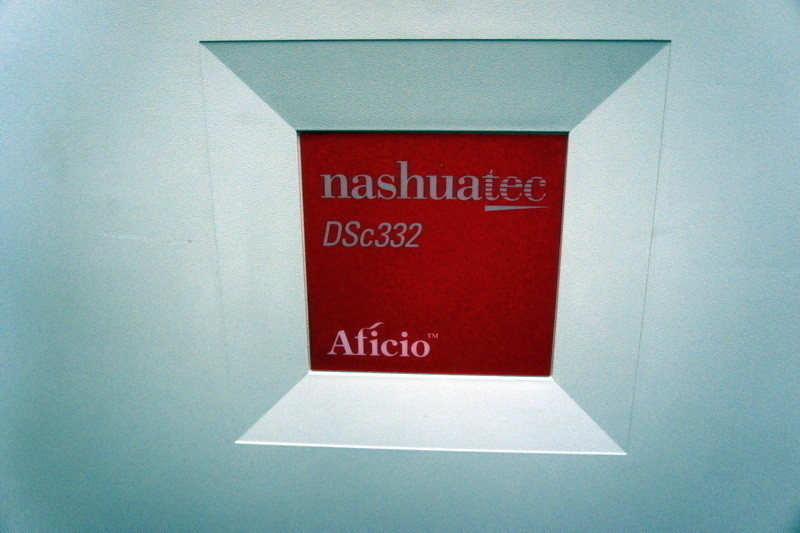 nashuatec
DSc332
Aficio™